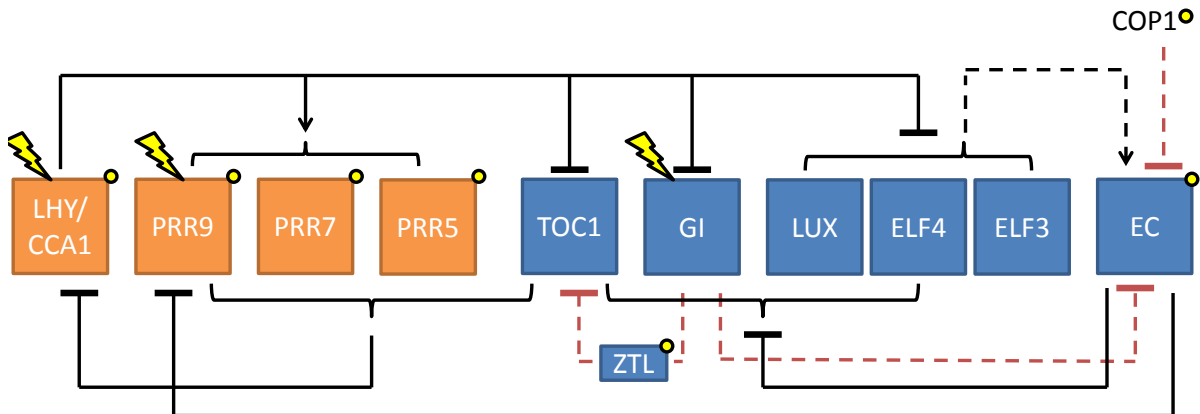 COP1
LHY/
CCA1
PRR9
PRR7
PRR5
TOC1
GI
LUX
ELF4
ELF3
EC
ZTL